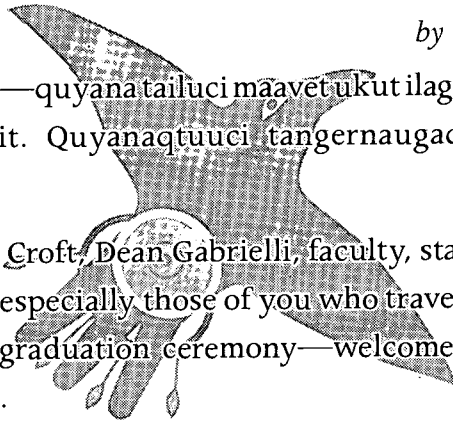 by
—quyana tailuci maavet ukut ilag
it. Quyanaqtuuci tangernaugad
Croft, Dean Gabrielli, faculty, sta
especially those of you who trave
graduation ceremony—welcome
.